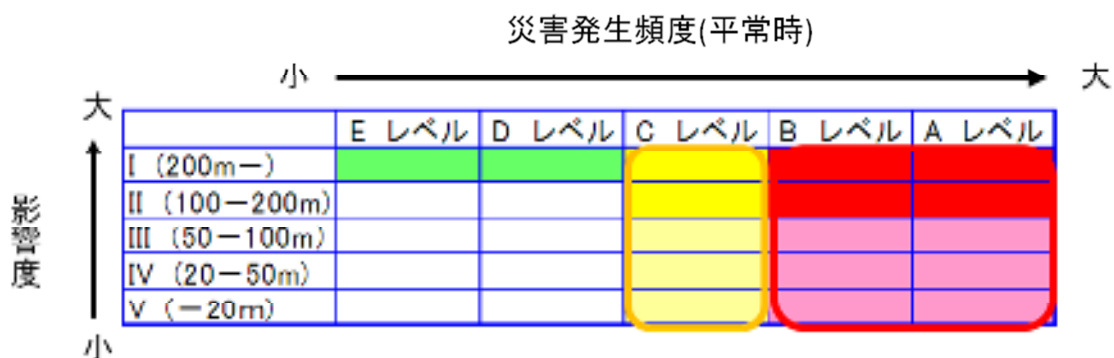 災害発生頻度(平常時)
小 大
大
E レベル D レベル C レベル B レベル A レベル
I (200m－)
II (100－200m)
III (50－100m)
IV (20－50m)
V (－20m)
影響度
小